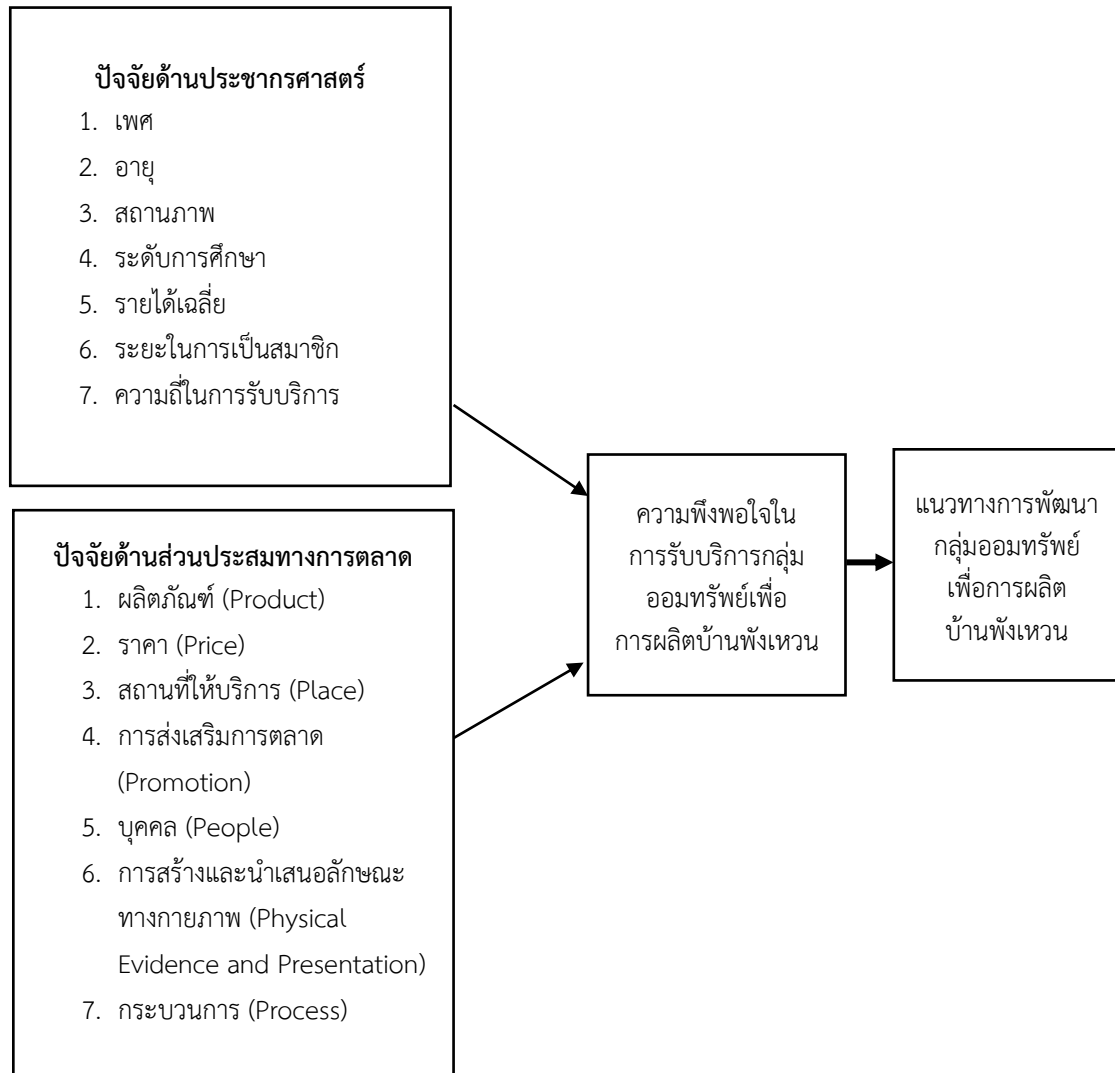 ปัจจัยด้านประชากรศาสตร์
1. เพศ
2. อายุ
3. สถานภาพ
4. ระดับการศึกษา
5. รายได้เฉลี่ย
6. ระยะในการเป็นสมาชิก
7. ความถี่ในการรับบริการ
ปัจจัยด้านส่วนประสมทางการตลาด
1. ผลิตภัณฑ์ (Product)
2. ราคา (Price)
3. สถานที่ให้บริการ (Place)
4. การส่งเสริมการตลาด
(Promotion)
5. บุคคล (People)
6. การสร้างและนำเสนอลักษณะ
ทางกายภาพ (Physical
Evidence and Presentation)
7. กระบวนการ (Process)
ความพึงพอใจใน
การรับบริการกลุ่ม
ออมทรัพย์เพื่อ
การผลิตบ้านพังเหวน
แนวทางการพัฒนา
กลุ่มออมทรัพย์
เพื่อการผลิต
บ้านพังเหวน